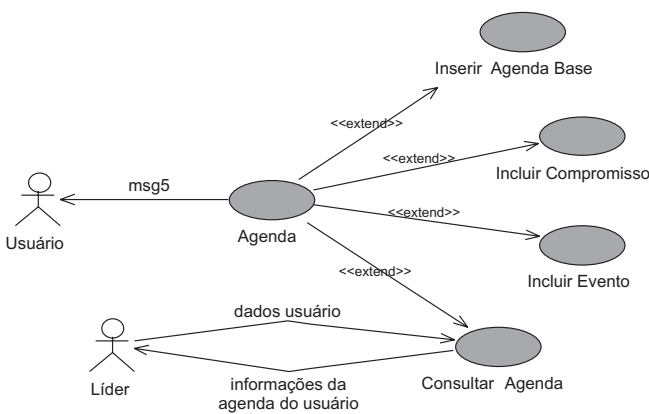 Inserir Agenda Base
<<extend>>
<<extend>>
Incluir Compromisso
msg5
Usuário
Agenda
<<extend>>
Incluir Evento
<<extend>>
dados usuário
Líder
informações da
agenda do usuário
Consultar Agenda